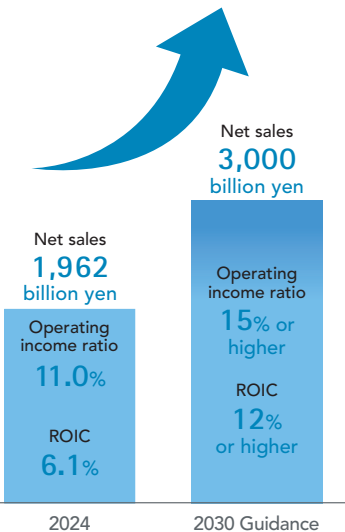 Net sales
1,962
billion yen
Operating
income ratio
11.0%
ROIC
6.1%
2024
Net sales
3,000
billion yen
Operating
income ratio
15% or
higher
ROIC
12%
or higher
2030 Guidance